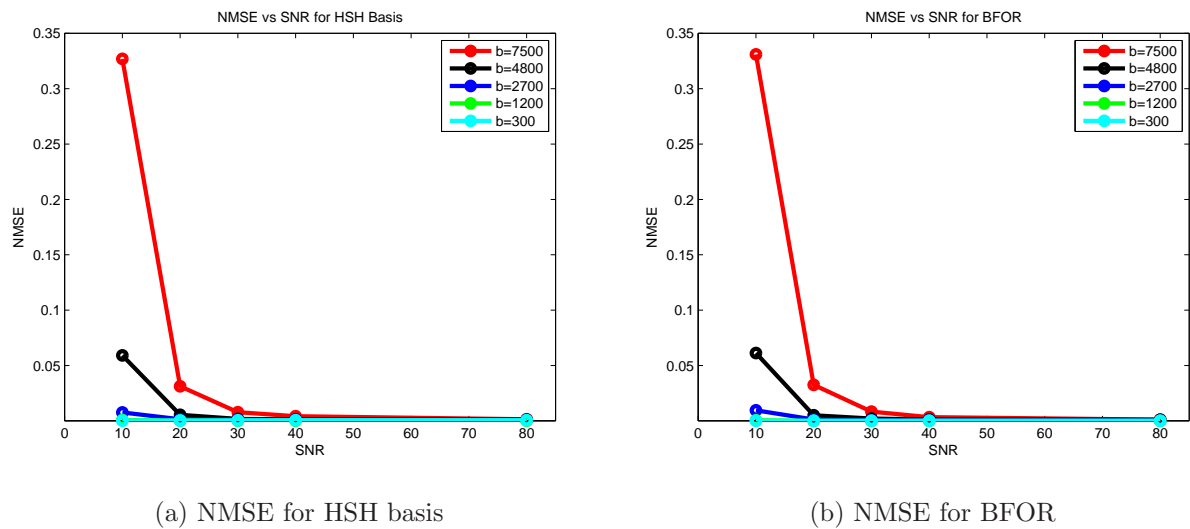 NMSE vs SNR for HSH Basis
0.35
0.3
0.25
0.2
0.15
0.1
0.05
NMSE
b=7500
b=4800
b=2700
b=1200
b=300
0 10 20 30 40 50 60 70 80
SNR
(a) NMSE for HSH basis
NMSE vs SNR for BFOR
0.35
0.3
0.25
0.2
0.15
0.1
0.05
NMSE
b=7500
b=4800
b=2700
b=1200
b=300
0 10 20 30 40 50 60 70 80
SNR
(b) NMSE for BFOR